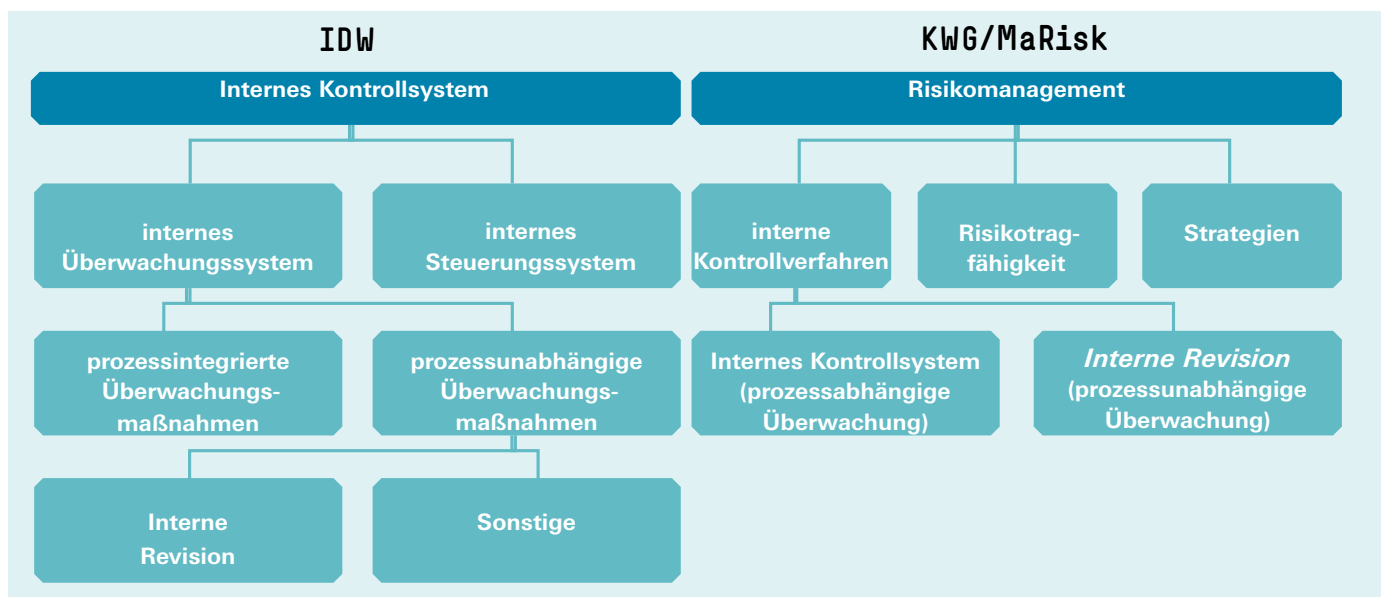 IDW
KWG/MaRisk
Internes Kontrollsystem
Risikomanagement
internes
Überwachungssystem
internes
Steuerungssystem
interne
Kontrollverfahren
Risikotrag-
fähigkeit
Strategien
prozessintegrierte
Überwachungs-
maßnahmen
prozessunabhängige
Überwachungs-
maßnahmen
Internes Kontrollsystem
(prozessabhängige
Überwachung)
Interne Revision
(prozessunabhängige
Überwachung)
Interne
Revision
Sonstige